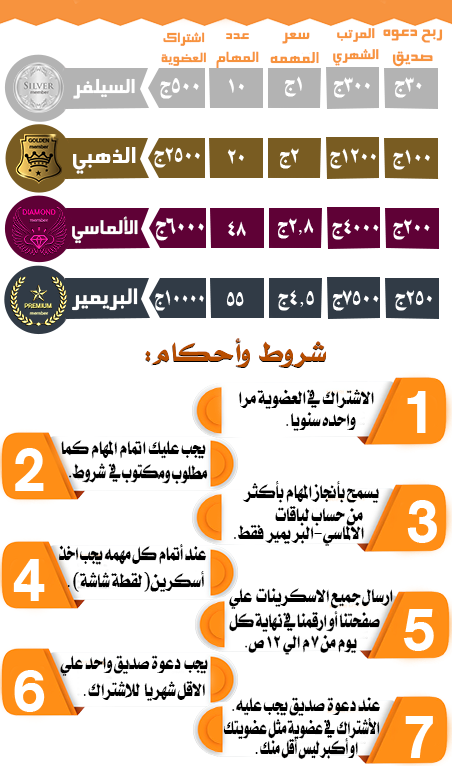 ربح دعوه صديق
المرتب الشهري
سعر المهمه
عدد المهام
اشتراك العضوية
٣٠ج ٣٠٠ج ١ج ١٠ ٥٠٠ج السيلفر
SILVER
member
١٠٠ج ١٢٠٠ج ٢ج ٢٠ ٢٥٠٠ج الذهبي
GOLDEN
member
٢٠٠ج ٤٠٠٠ج ٢,٨ج ٤٨ ٦٠٠٠ج الألماسي
DIAMOND
member
٢٥٠ج ٧٥٠٠ج ٤,٥ج ٥٥ ١٠٠٠٠ج البريمير
PREMIUM
member
شروط وأحكام:
1
الاشتراك في العضوية مرا
واحده سنويا.
2
يجب عليك اتمام المهام كما
مطلوب ومكتوب في شروط.
3
يسمح بأنجاز المهام بأكثر
من حساب لباقات
الالماسي-البريمير فقط.
4
عند أتمام كل مهمه يجب اخذ
أسكرين( لقطة شاشة).
5
ارسال جميع الاسكرينات علي
صفحتنا أو ارقمنا في نهاية كل
يوم من ٧م الي ١٢ص.
6
يجب دعوة صديق واحد علي
الاقل شهريا للاشتراك.
7
عند دعوة صديق يجب عليه.
الأشتراك في عضوية مثل عضويتك
او أكبر ليس أقل منك.